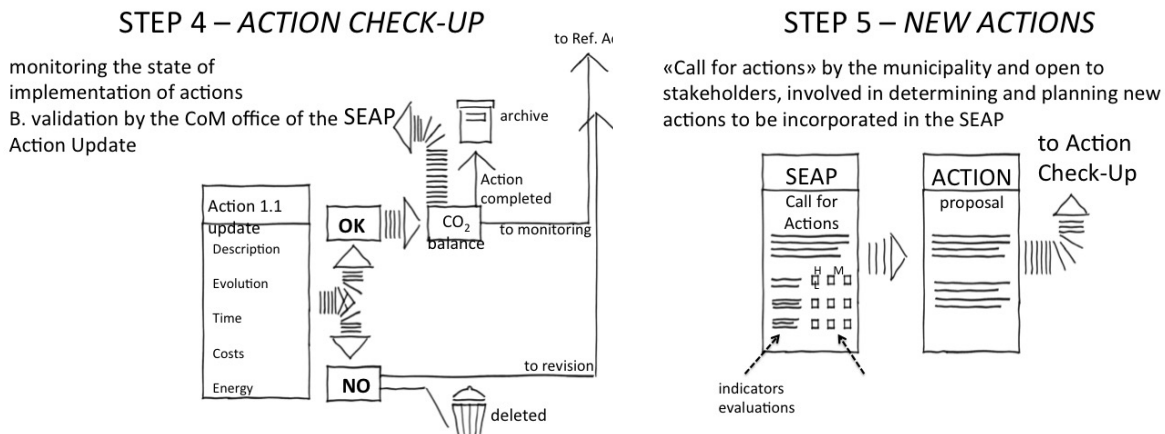 STEP 4 – ACTION CHECK-UP
to Ref. A
monitoring the state of
implementation of actions
B. validation by the CoM office of the SEAP
Action Update
archive
Action
completed
Action 1.1
update
OK
CO2
balance
to monitoring
Description
Evolution
Time
Costs
Energy
to revision
NO
deleted
STEP 5 – NEW ACTIONS
«Call for actions» by the municipality and open to
stakeholders, involved in determining and planning new
actions to be incorporated in the SEAP
to Action
Check-Up
SEAP
Call for
Actions
H M
L
ACTION
proposal
indicators
evaluations